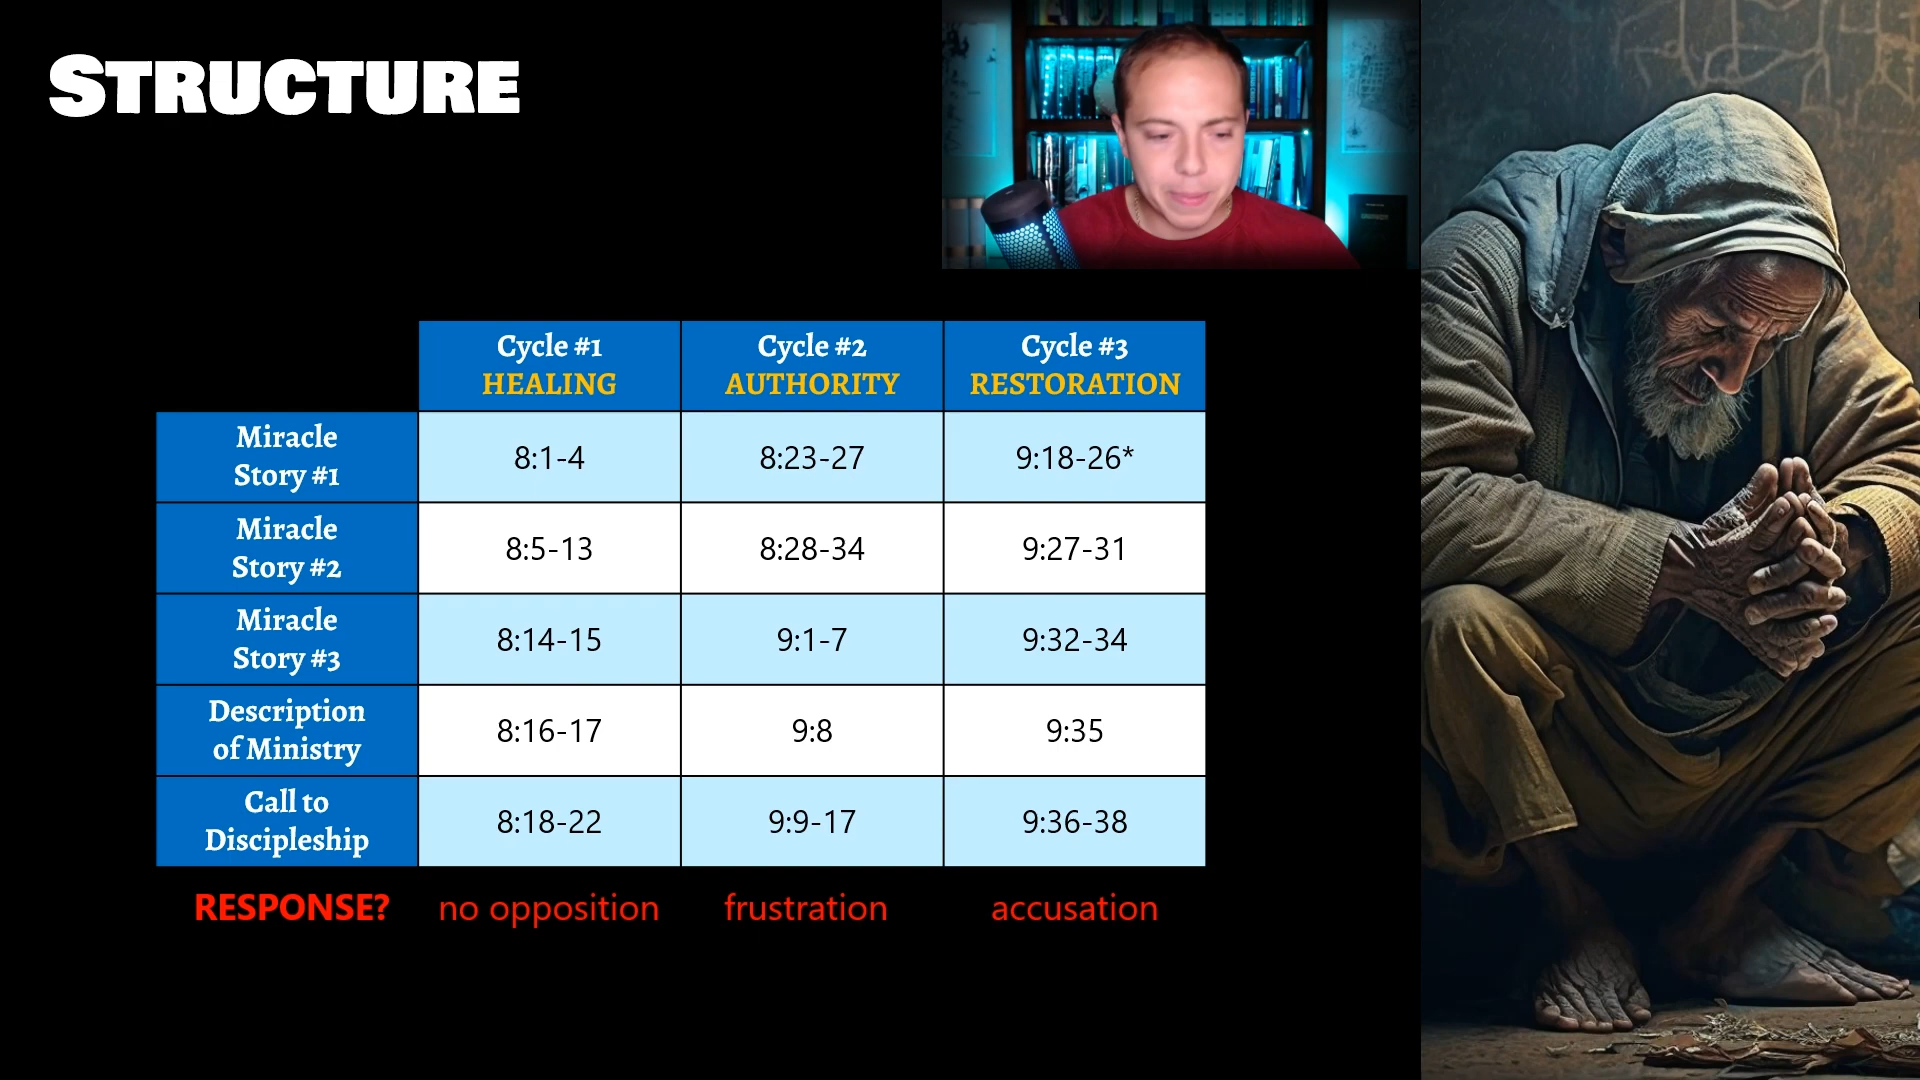 STRUCTURE
Cycle #1
HEALING
Cycle #2
AUTHORITY
Cycle #3
RESTORATION
Miracle
Story #1
8:1-4
8:23-27
9:18-26*
Miracle
Story #2
8:5-13
8:28-34
9:27-31
Miracle
Story #3
8:14-15
9:1-7
9:32-34
Description
of Ministry
8:16-17
9:8
9:35
Call to
Discipleship
8:18-22
9:9-17
9:36-38
RESPONSE?
no opposition
frustration
accusation